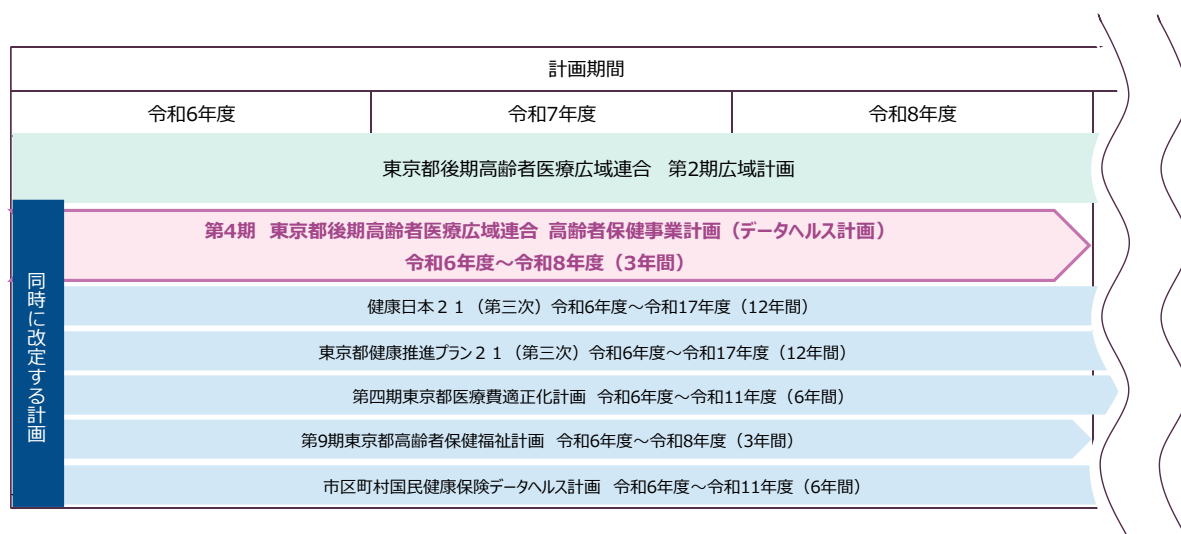 計画期間
令和6年度
令和7年度
令和8年度
東京都後期高齢者医療広域連合 第2期広域計画
同時に改定する計画
第4期 東京都後期高齢者医療広域連合 高齢者保健事業計画（データヘルス計画）
令和6年度～令和8年度（3年間）
健康日本２１（第三次）令和6年度～令和17年度（12年間）
東京都健康推進プラン２１（第三次）令和6年度～令和17年度（12年間）
第四期東京都医療費適正化計画 令和6年度～令和11年度（6年間）
第9期東京都高齢者保健福祉計画 令和6年度～令和8年度（3年間）
市区町村国民健康保険データヘルス計画 令和6年度～令和11年度（6年間）